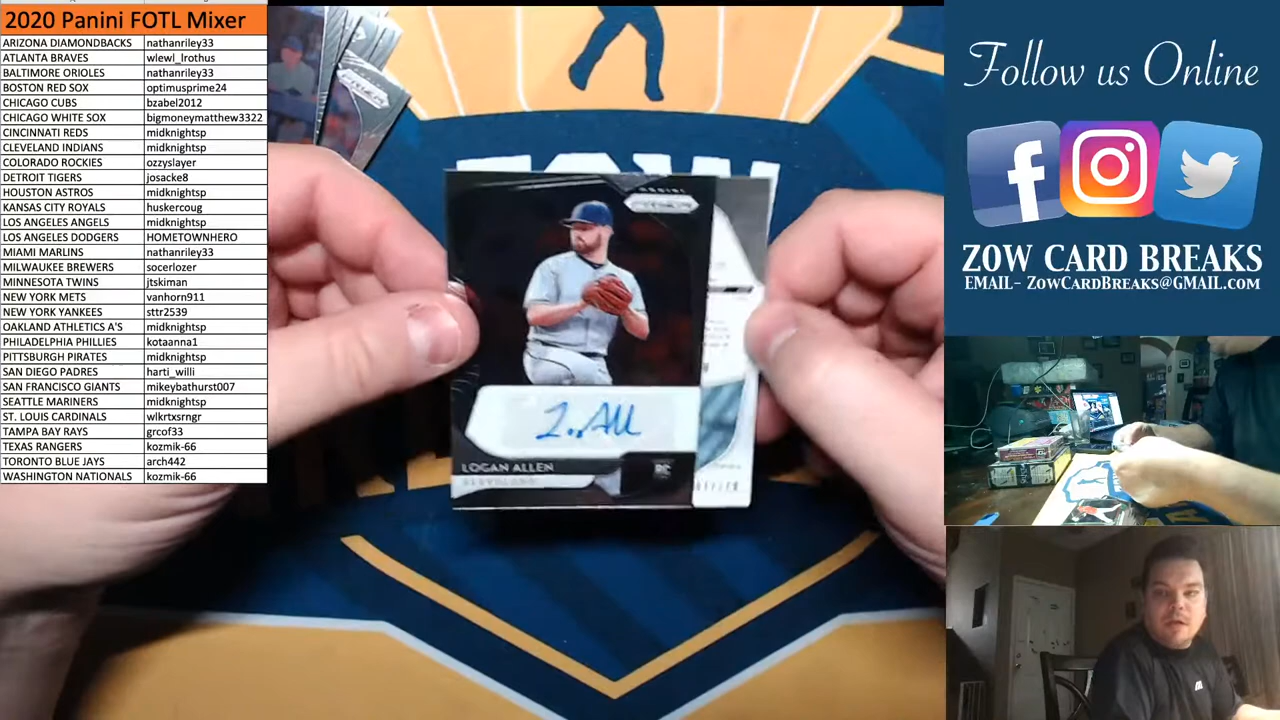 2020 Panini FOTL Mixer
ARIZONA DIAMONDBACKS nathanriley33
ATLANTA BRAVES wlewl_lrothus
BALTIMORE ORIOLES nathanriley33
BOSTON RED SOX optimusprime24
CHICAGO CUBS bzabel2012
CHICAGO WHITE SOX bigmoneymatthew3322
CINCINNATI REDS midknightsp
CLEVELAND INDIANS midknightsp
COLORADO ROCKIES ozzyslayer
DETROIT TIGERS josacke8
HOUSTON ASTROS midknightsp
KANSAS CITY ROYALS huskercoug
LOS ANGELES ANGELS midknightsp
LOS ANGELES DODGERS HOMETOWNHERO
MIAMI MARLINS nathanriley33
MILWAUKEE BREWERS socerlozer
MINNESOTA TWINS jtskiman
NEW YORK METS vanhorn911
NEW YORK YANKEES sttr2539
OAKLAND ATHLETICS A'S midknightsp
PHILADELPHIA PHILLIES kotaanna1
PITTSBURGH PIRATES midknightsp
SAN DIEGO PADRES harti_willi
SAN FRANCISCO GIANTS mikeybathurst007
SEATTLE MARINERS midknightsp
ST. LOUIS CARDINALS wlkrtxsrngr
TAMPA BAY RAYS grcof33
TEXAS RANGERS kozmik-66
TORONTO BLUE JAYS arch442
WASHINGTON NATIONALS kozmik-66
PANINI
PRIZM
L. All
LOGAN ALLEN
CLEVELAND
RC
Follow us Online
ZOW CARD BREAKS
EMAIL- ZowCardBreaks@GMAIL.com